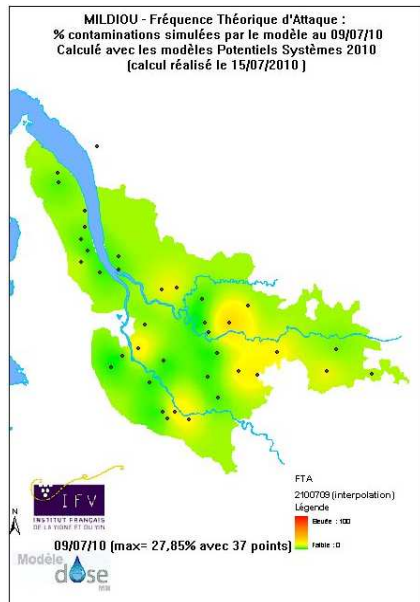 MILDIOU - Fréquence Théorique d'Attaque :
% contaminations simulées par le modèle au 09/07/10
Calculé avec les modèles Potentiels Systèmes 2010
(calcul réalisé le 15/07/2010 )
FTA
2100709 (interpolation)
Légende
Elevée : 100
Faible : 0
IFV
INSTITUT FRANÇAIS
DE LA VIGNE ET DU VIN
N
09/07/10 (max= 27,85% avec 37 points)
Modèle
dose